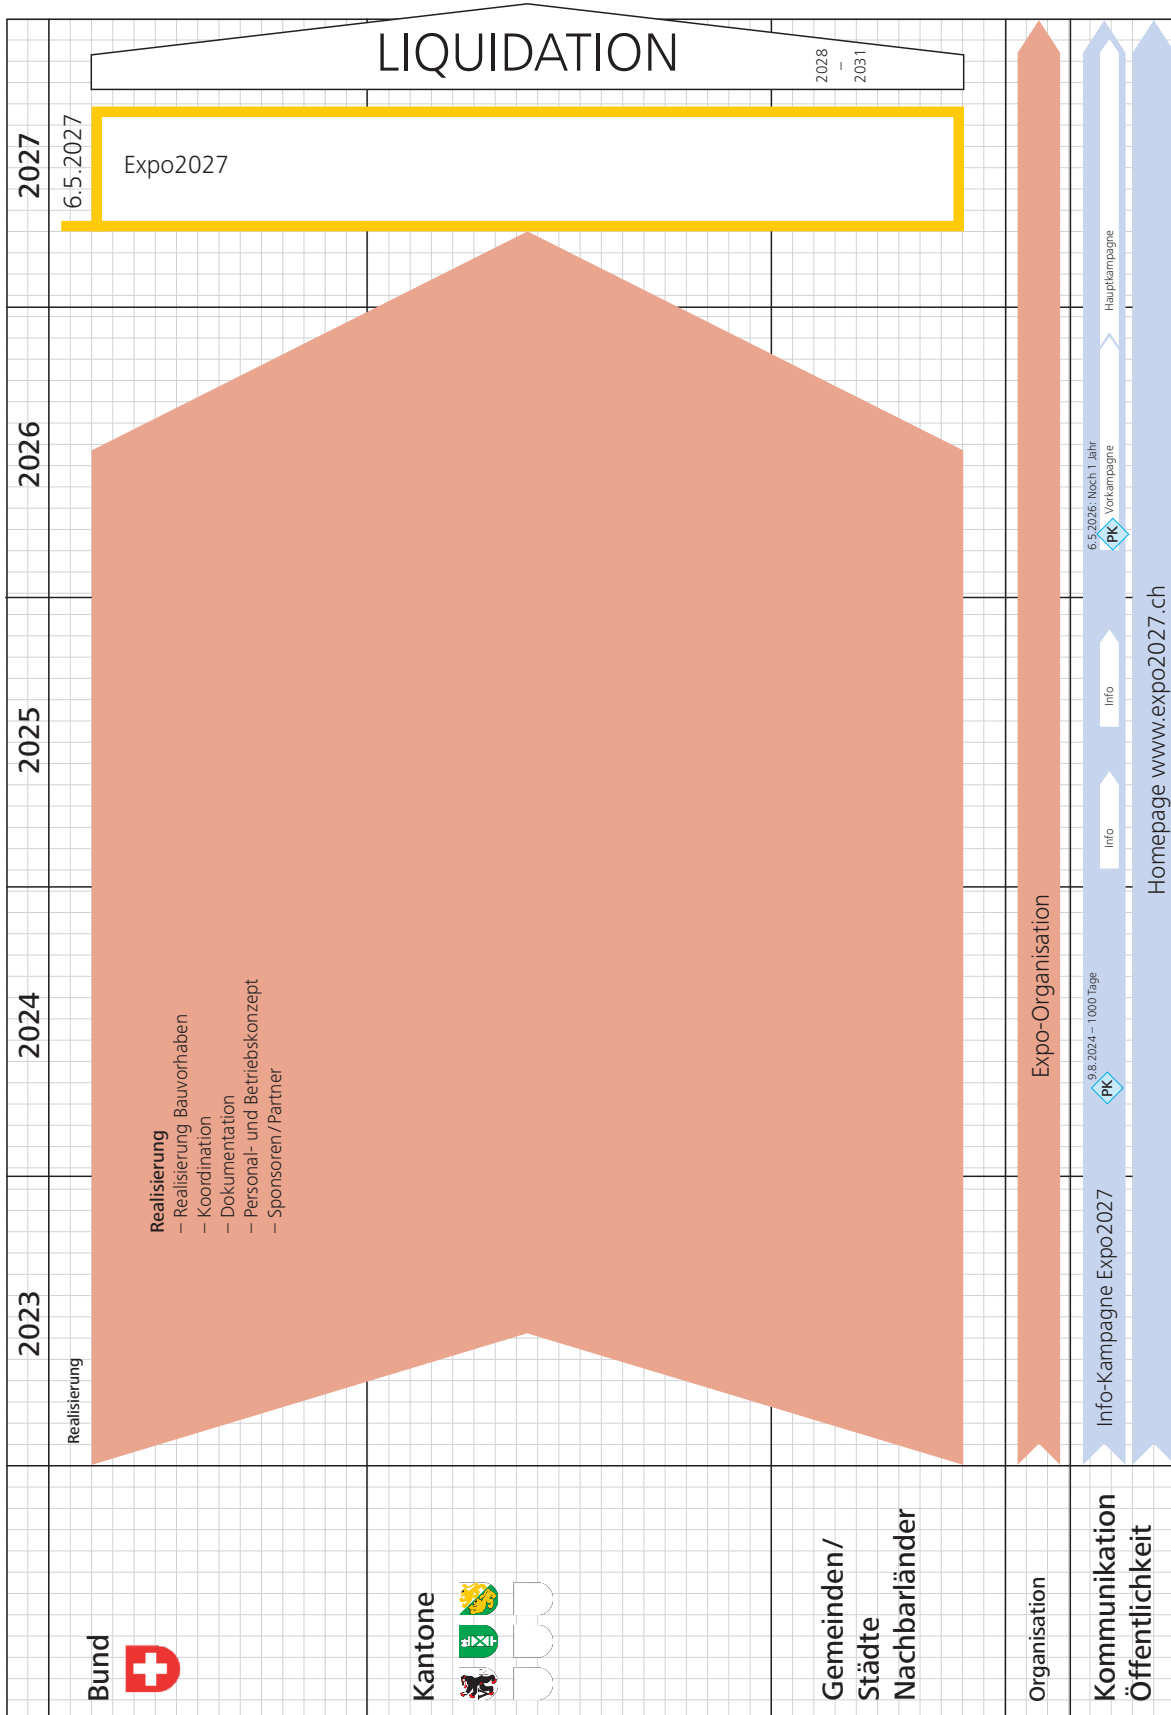 2023
2024
2025
2026
2027
Realisierung
6.5.2027
Bund
Realisierung
– Realisierung Bauvorhaben
– Koordination
– Dokumentation
– Personal- und Betriebskonzept
– Sponsoren / Partner
Expo2027
LIQUIDATION
2028
–
2031
Kantone
Gemeinden/
Städte
Nachbarländer
Organisation
Expo-Organisation
Kommunikation
Öffentlichkeit
Info-Kampagne Expo2027
9.8.2024 – 1000 Tage
PK
Info
Info
6.5.2026: Noch 1 Jahr
PK
Vorkampagne
Hauptkampagne
Homepage www.expo2027.ch